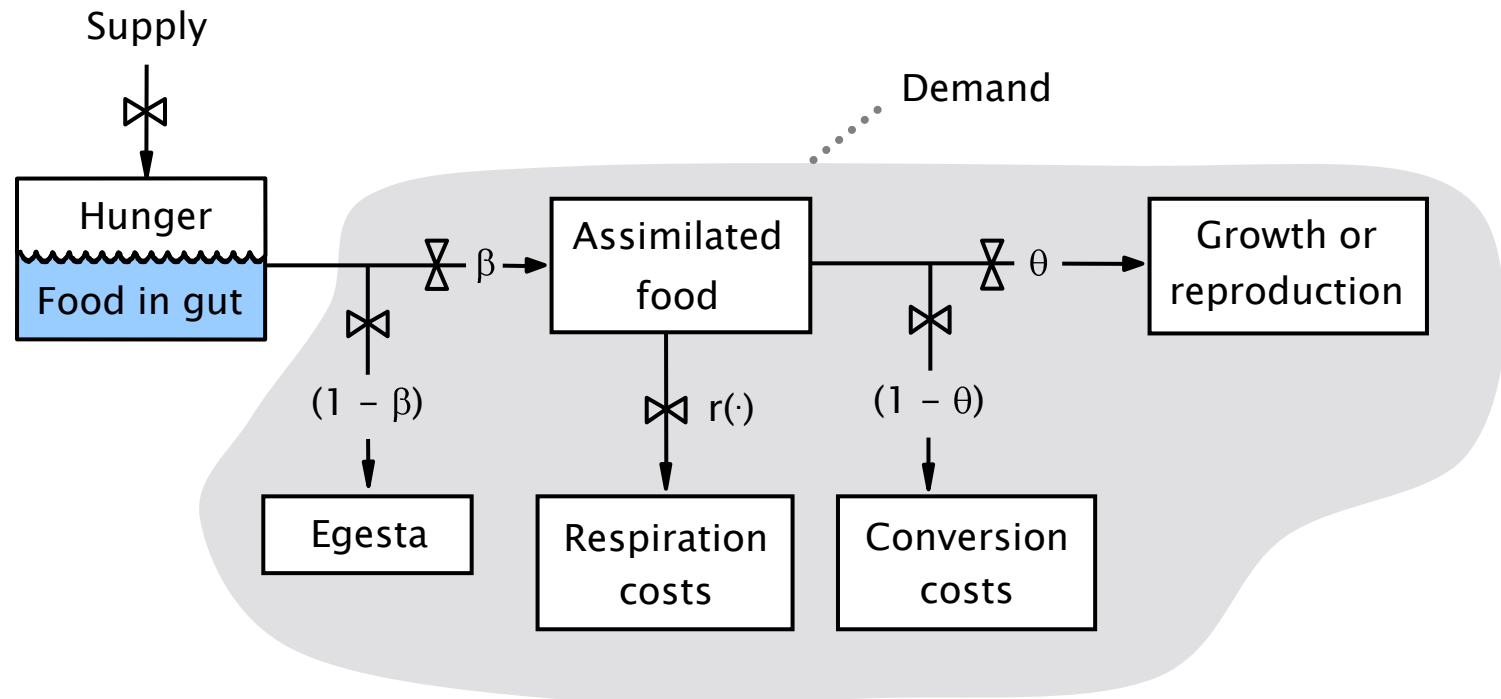 Supply
Demand
Hunger
Food in gut
β
Assimilated
food
θ
Growth or
reproduction
(1 – β)
r(·)
(1 – θ)
Egesta
Respiration
costs
Conversion
costs